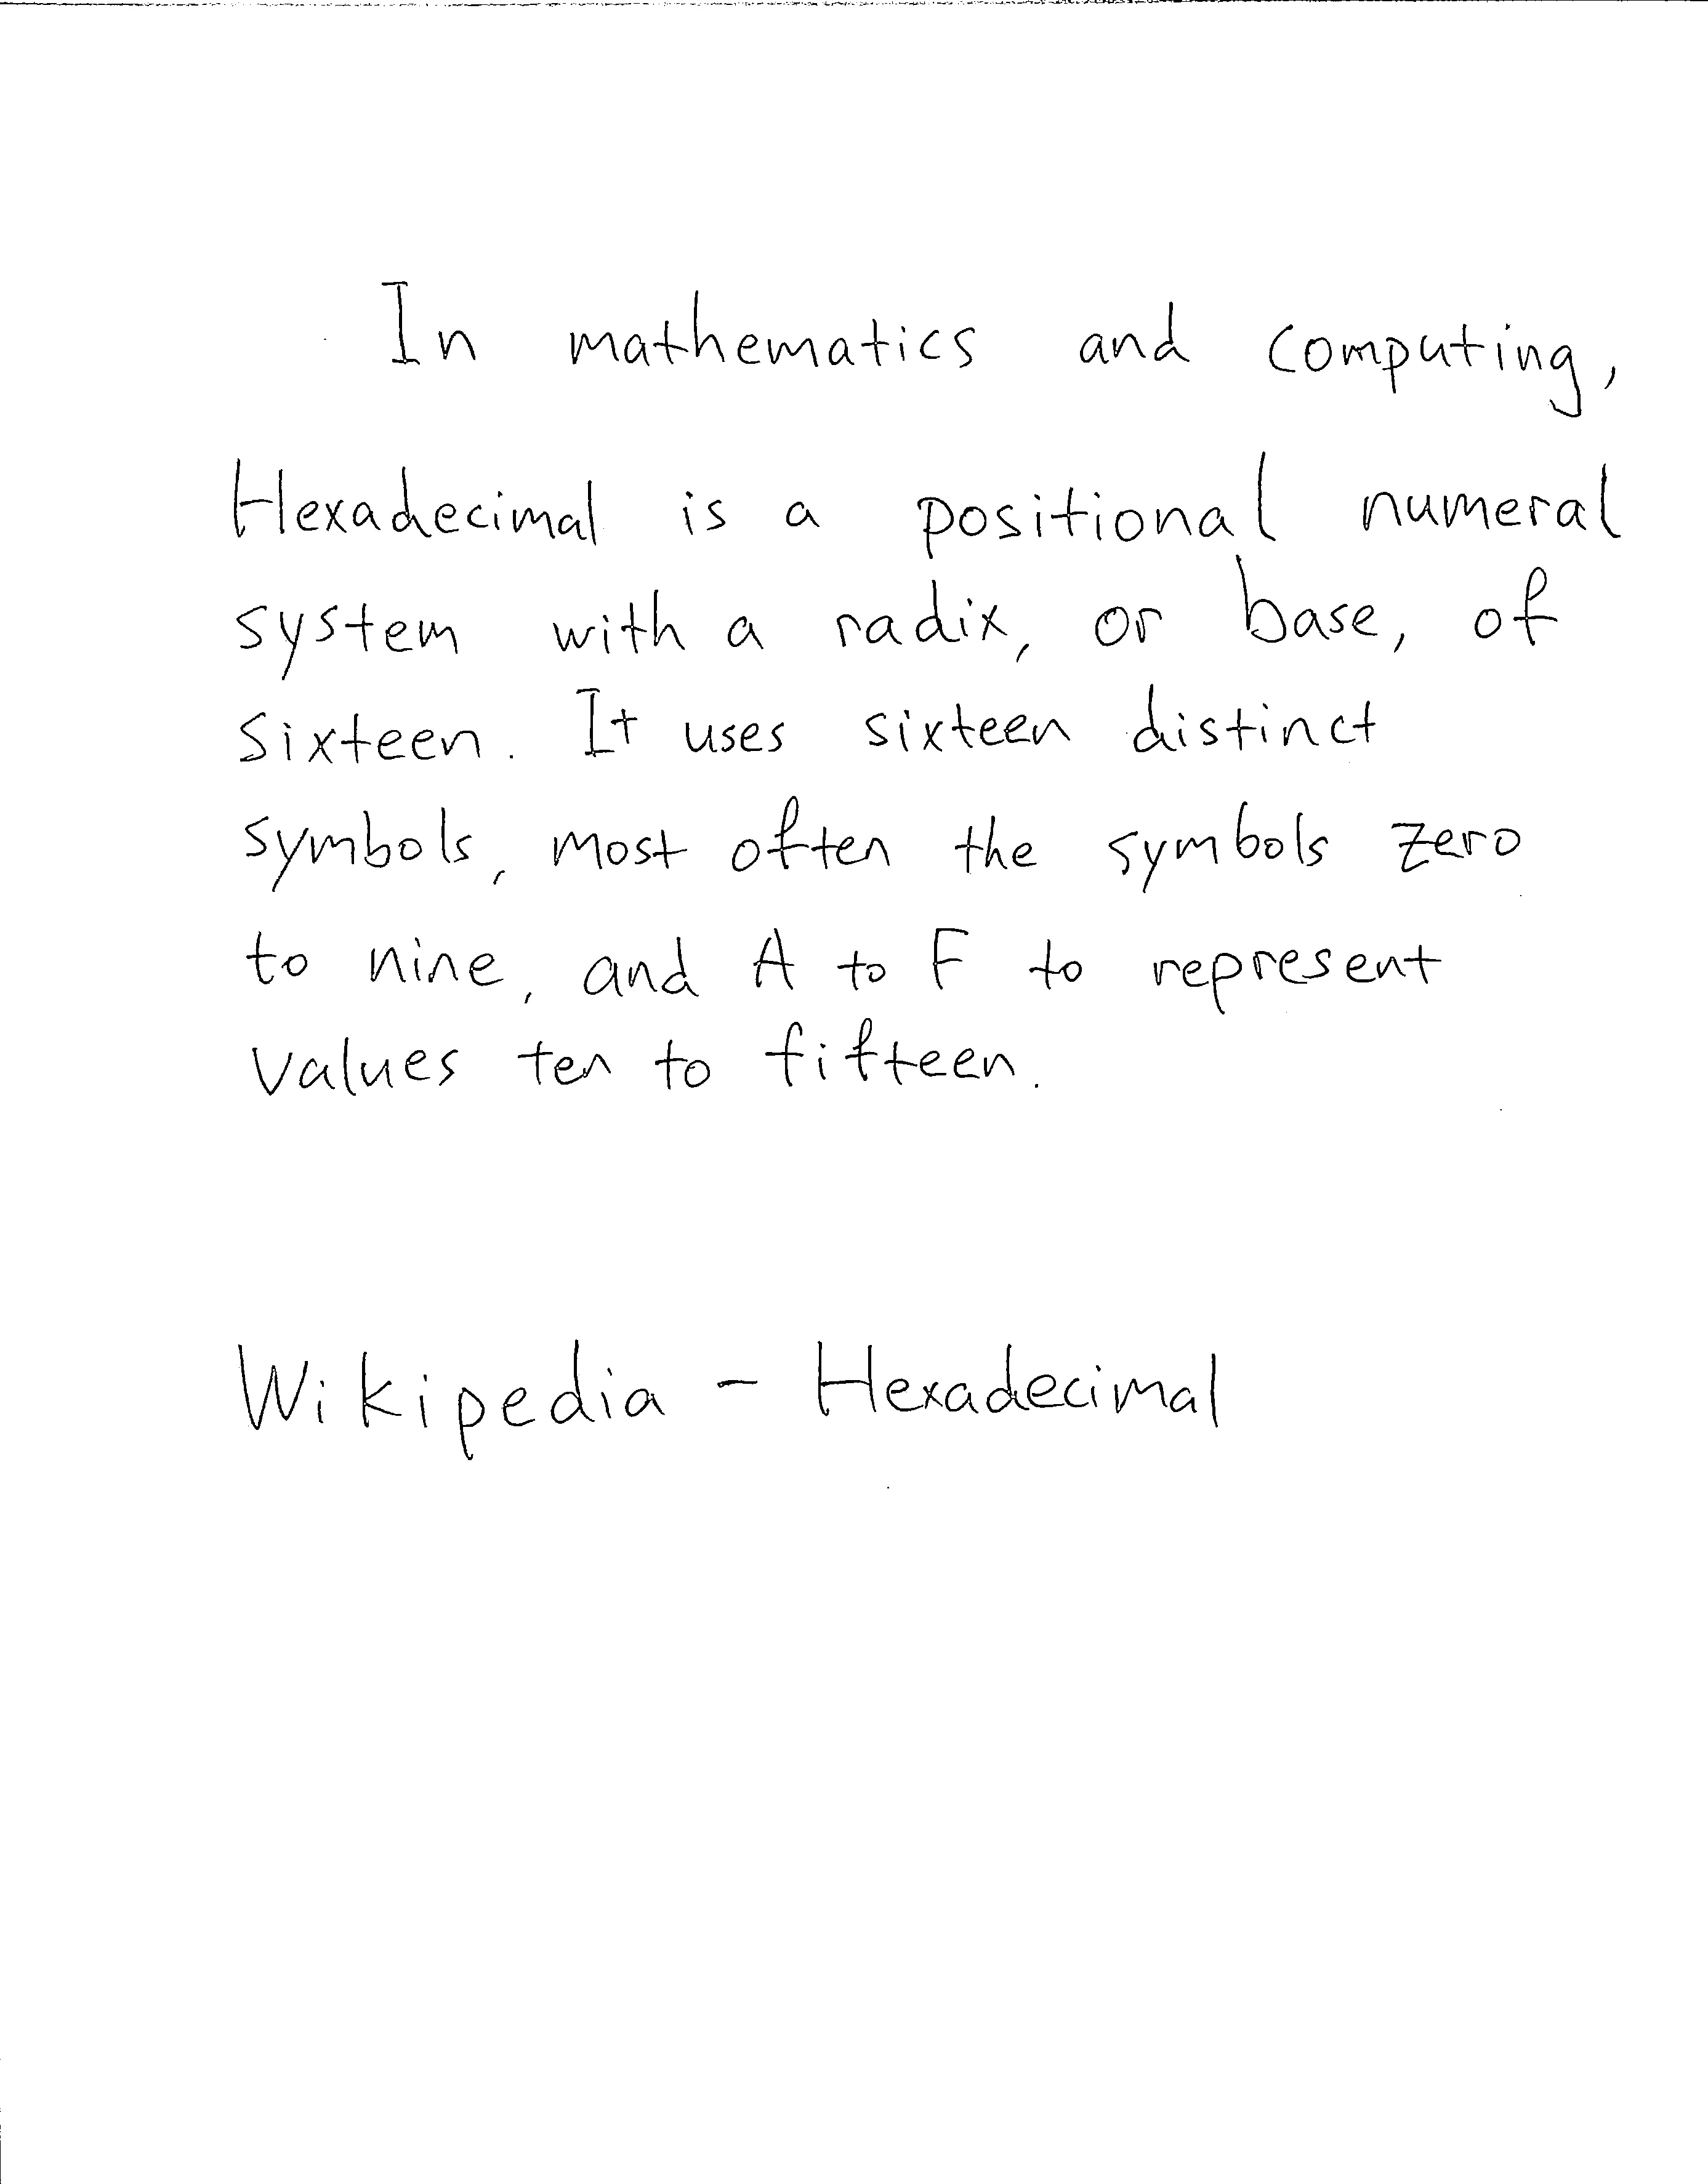 In mathematics and computing,
Hexadecimal is a positional numeral
system with a radix, or base, of
sixteen. It uses sixteen distinct
symbols, most often the symbols zero
to nine, and A to F to represent
values ten to fifteen.
Wikipedia - Hexadecimal